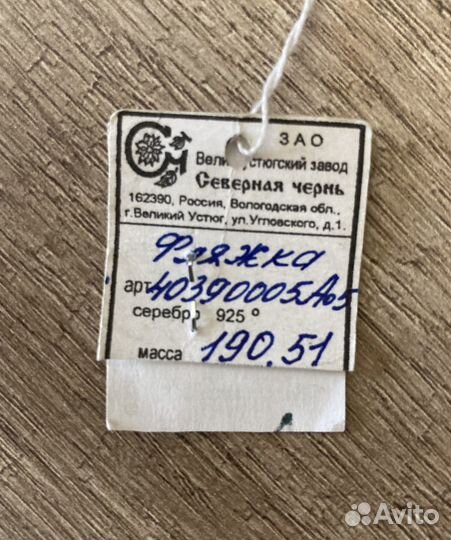 ЗАО
Великоустюгский завод
Северная чернь
162390, Россия, Вологодская обл.,
г.Великий Устюг, ул.Угловского, д.1.
Фляжка
арт. 40390005А05
серебро 925°
масса 190.51
Avito